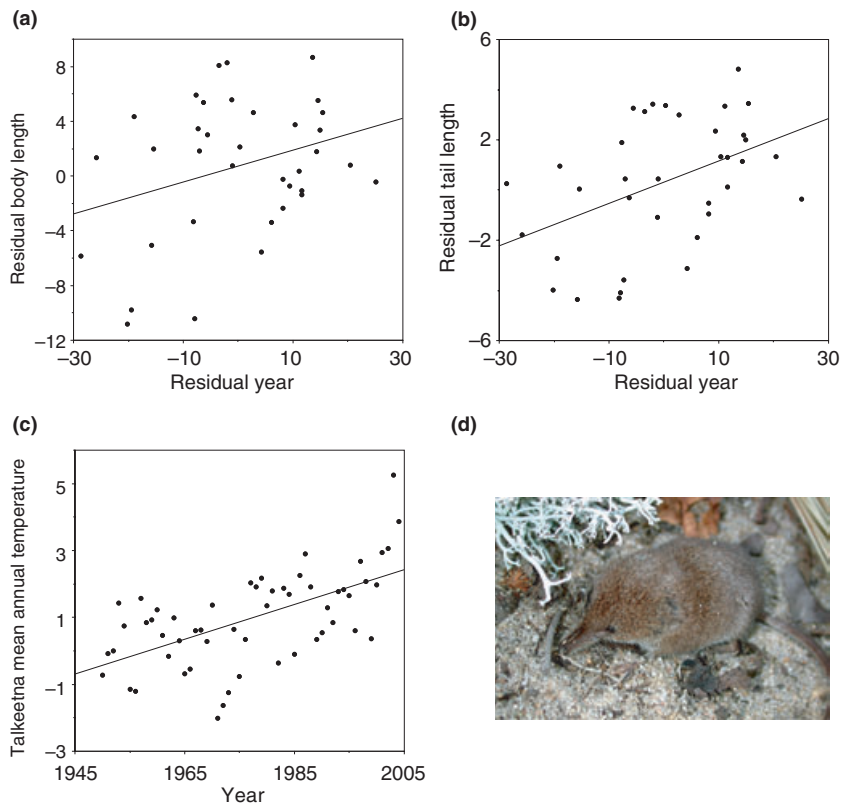 (a)
8
4
0
−4
−8
−12
−30
−10
10
30
Residual body length
Residual year
(b)
6
2
−2
−6
−30
−10
10
30
Residual tail length
Residual year
(c)
5
3
1
−1
−3
1945
1965
1985
2005
Talkeetna mean annual temperature
Year
(d)